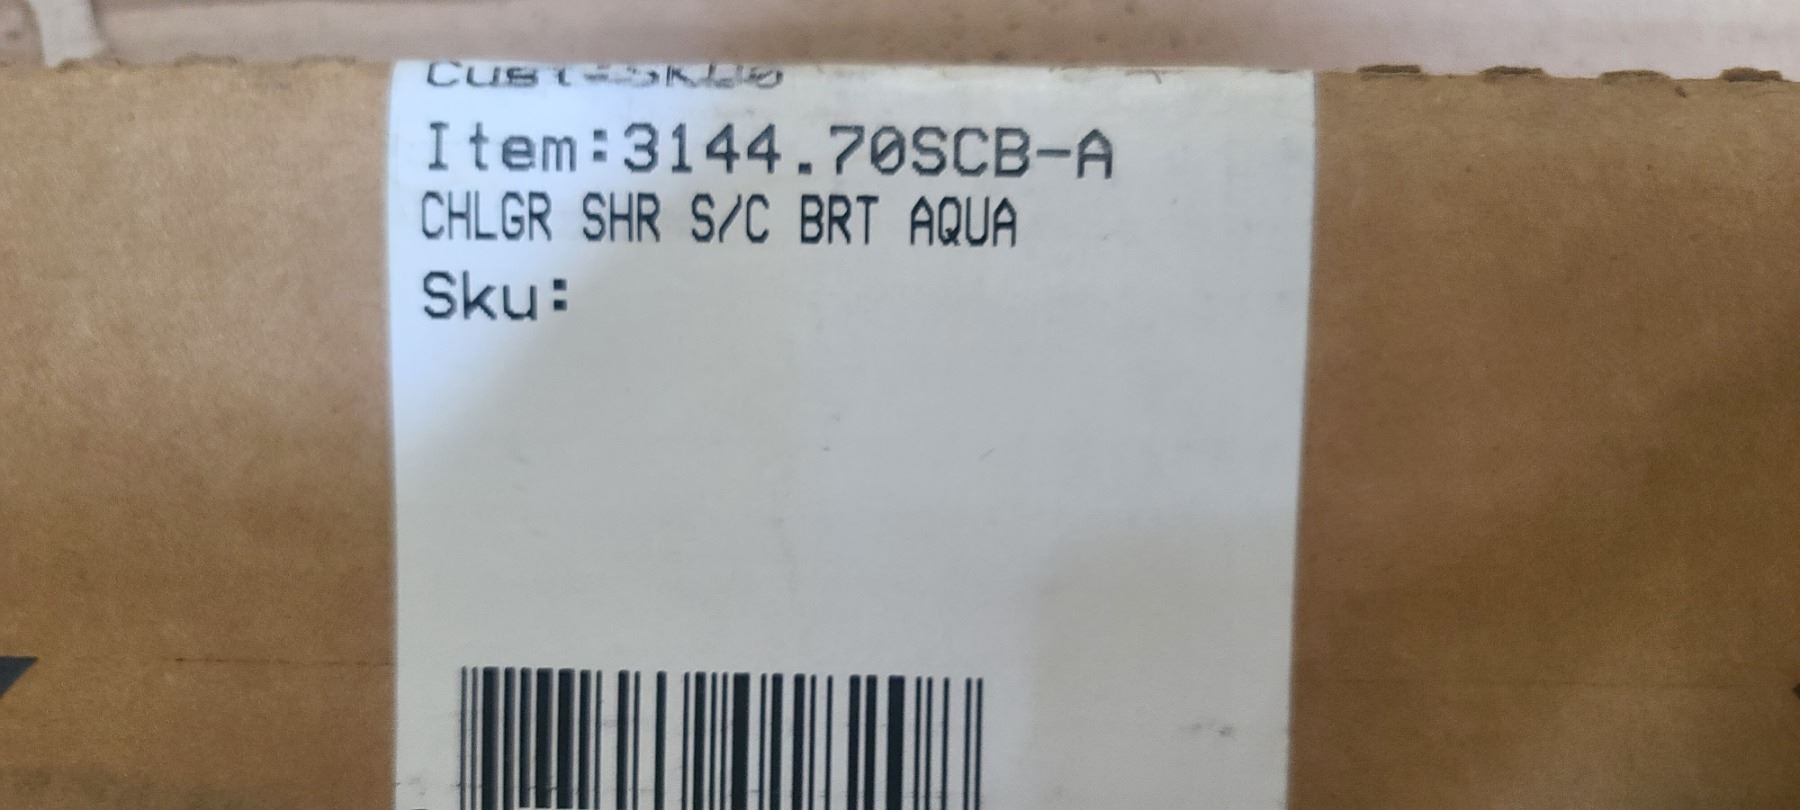 Item:3144.70SCB-A
CHLGR SHR S/C BRT AQUA
Sku: